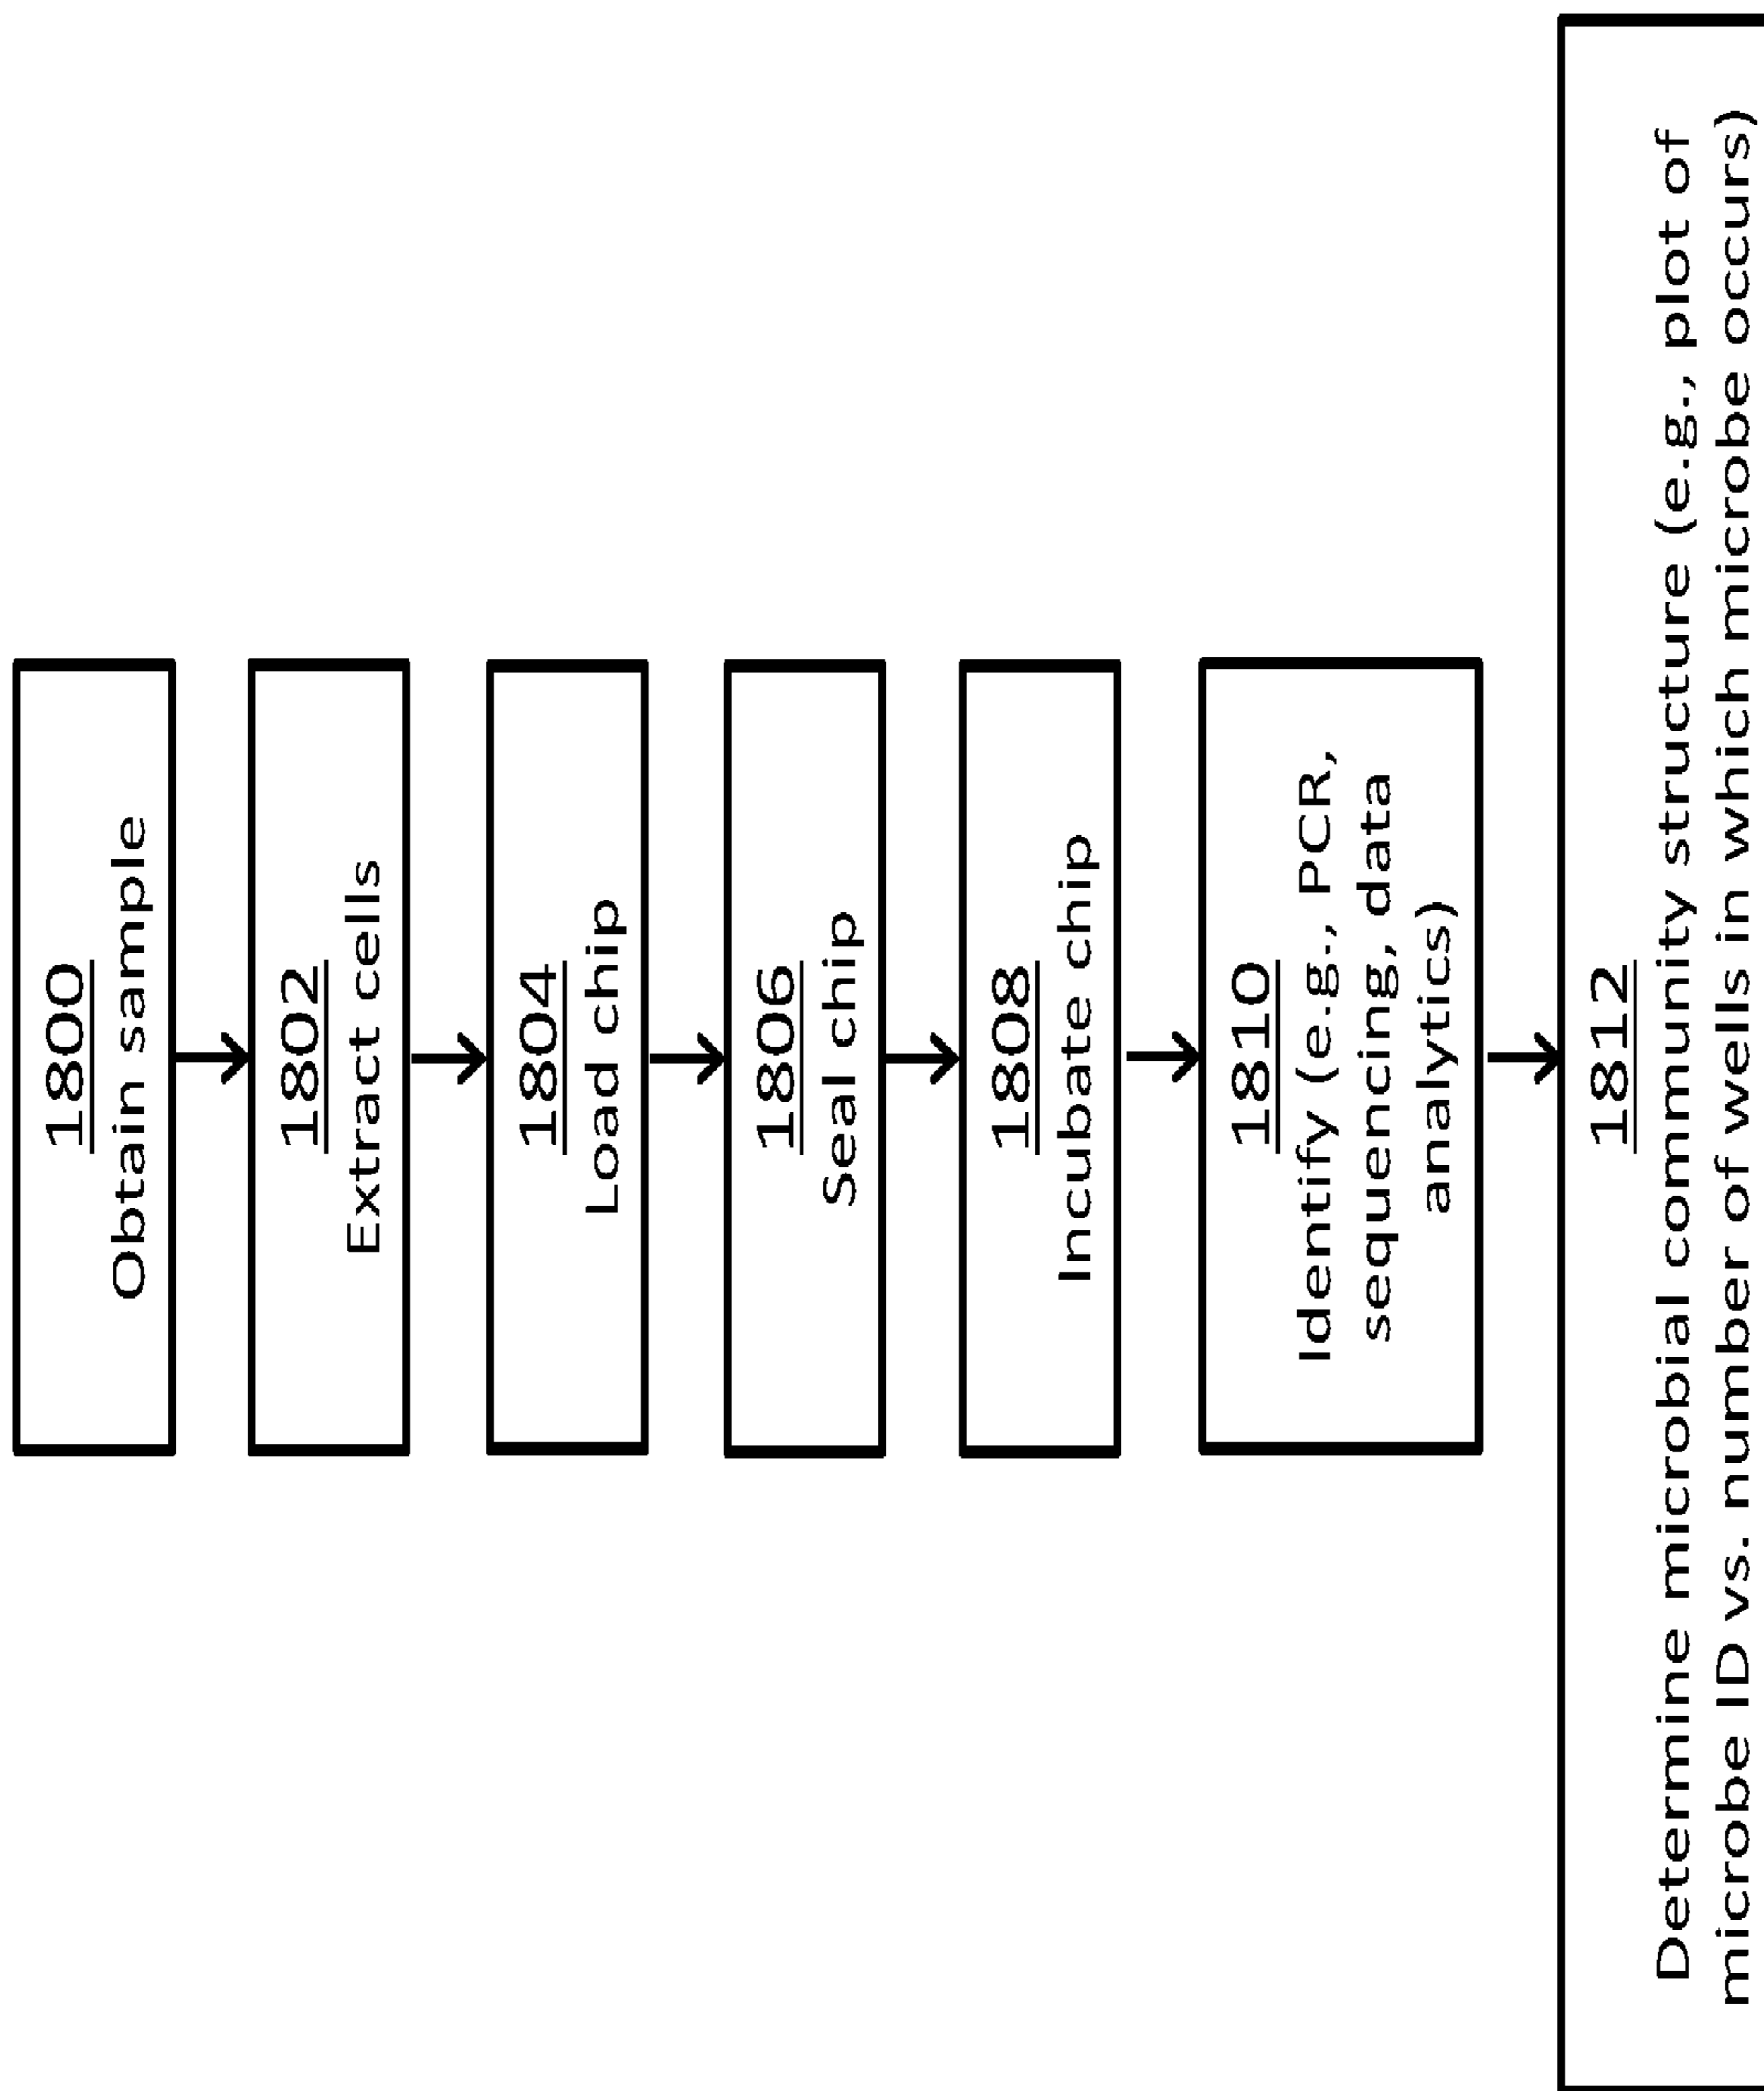 1800
Obtain sample
1802
Extract cells
1804
Load chip
1806
Seal chip
1808
Incubate chip
1810
Identify (e.g., PCR,
sequencing, data
analytics)
1812
Determine microbial community structure (e.g., plot of
microbe ID vs. number of wells in which microbe occurs)